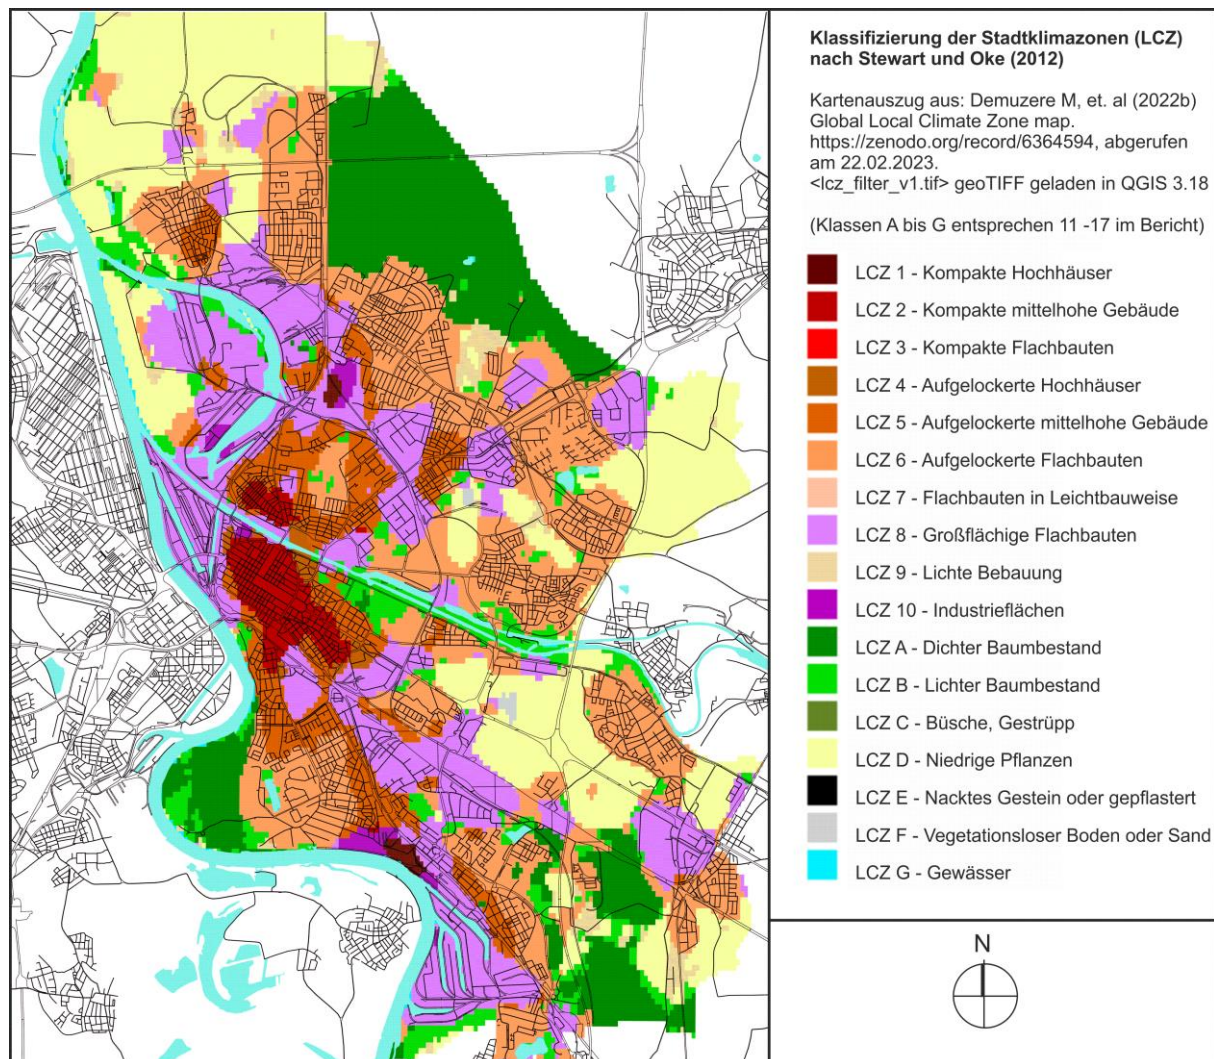 Klassifizierung der Stadtklimazonen (LCZ)
nach Stewart und Oke (2012)
Kartenauszug aus: Demuzere M, et. al (2022b)
Global Local Climate Zone map.
https://zenodo.org/record/6364594, abgerufen
am 22.02.2023.
<lcz_filter_v1.tif> geoTIFF geladen in QGIS 3.18
(Klassen A bis G entsprechen 11 -17 im Bericht)
LCZ 1 - Kompakte Hochhäuser
LCZ 2 - Kompakte mittelhohe Gebäude
LCZ 3 - Kompakte Flachbauten
LCZ 4 - Aufgelockerte Hochhäuser
LCZ 5 - Aufgelockerte mittelhohe Gebäude
LCZ 6 - Aufgelockerte Flachbauten
LCZ 7 - Flachbauten in Leichtbauweise
LCZ 8 - Großflächige Flachbauten
LCZ 9 - Lichte Bebauung
LCZ 10 - Industrieflächen
LCZ A - Dichter Baumbestand
LCZ B - Lichter Baumbestand
LCZ C - Büsche, Gestrüpp
LCZ D - Niedrige Pflanzen
LCZ E - Nacktes Gestein oder gepflastert
LCZ F - Vegetationsloser Boden oder Sand
LCZ G - Gewässer
N